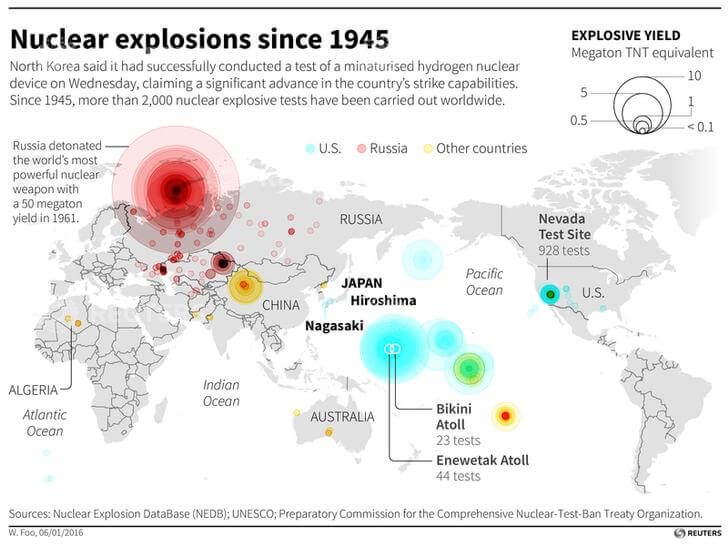 Nuclear explosions since 1945
North Korea said it had successfully conducted a test of a minaturised hydrogen nuclear
device on Wednesday, claiming a significant advance in the country's strike capabilities.
Since 1945, more than 2,000 nuclear explosive tests have been carried out worldwide.
EXPLOSIVE YIELD
Megaton TNT equivalent
10
5
1
0.5
< 0.1
U.S.
Russia
Other countries
Russia detonated
the world's most
powerful nuclear
weapon with
a 50 megaton
yield in 1961.
RUSSIA
Nevada
Test Site
928 tests
Pacific
Ocean
U.S.
JAPAN
Hiroshima
CHINA
Nagasaki
ALGERIA
Indian
Ocean
Atlantic
Ocean
AUSTRALIA
Bikini
Atoll
23 tests
Enewetak Atoll
44 tests
Sources: Nuclear Explosion DataBase (NEDB); UNESCO; Preparatory Commission for the Comprehensive Nuclear-Test-Ban Treaty Organization.
W. Foo, 06/01/2016
REUTERS